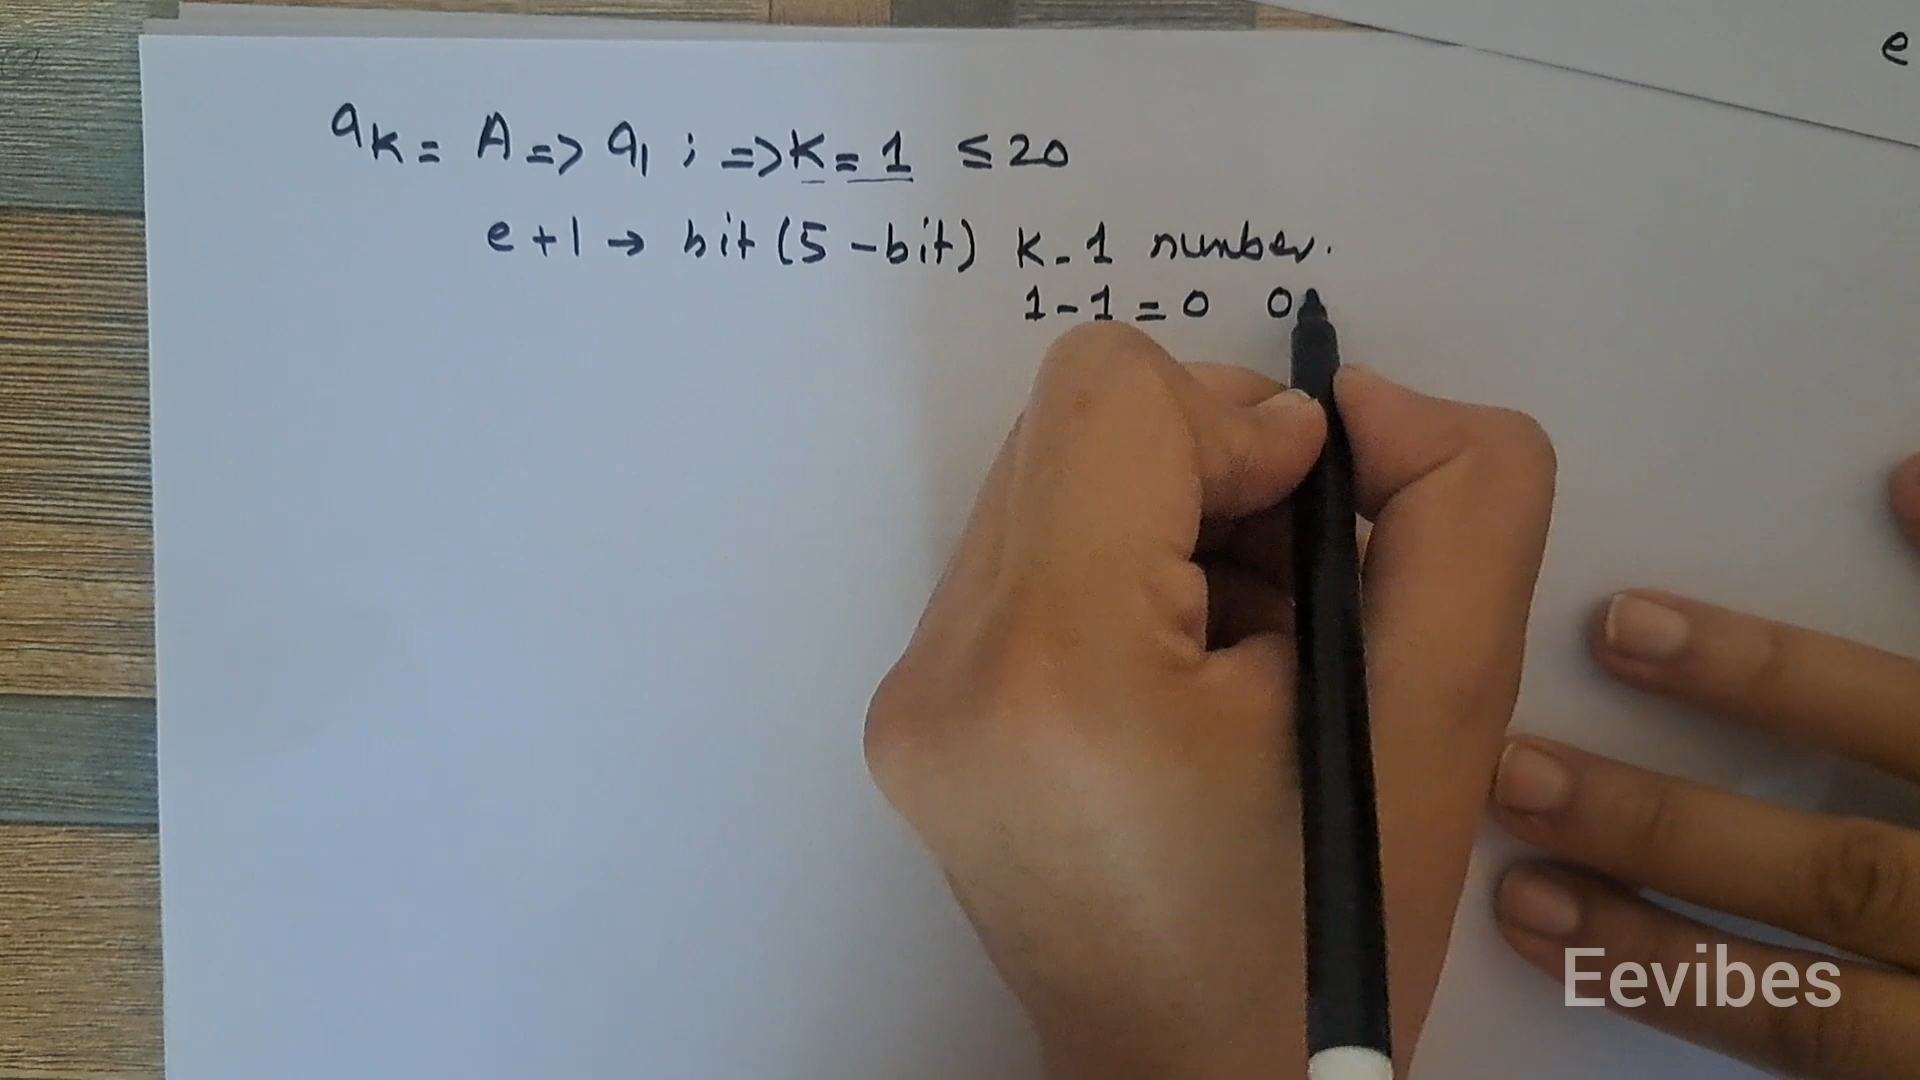 e
aK = A => a1 ; => K = 1 ≤ 20
e + 1 → bit (5 - bit) K - 1 number.
1 - 1 = 0 0
Eevibes